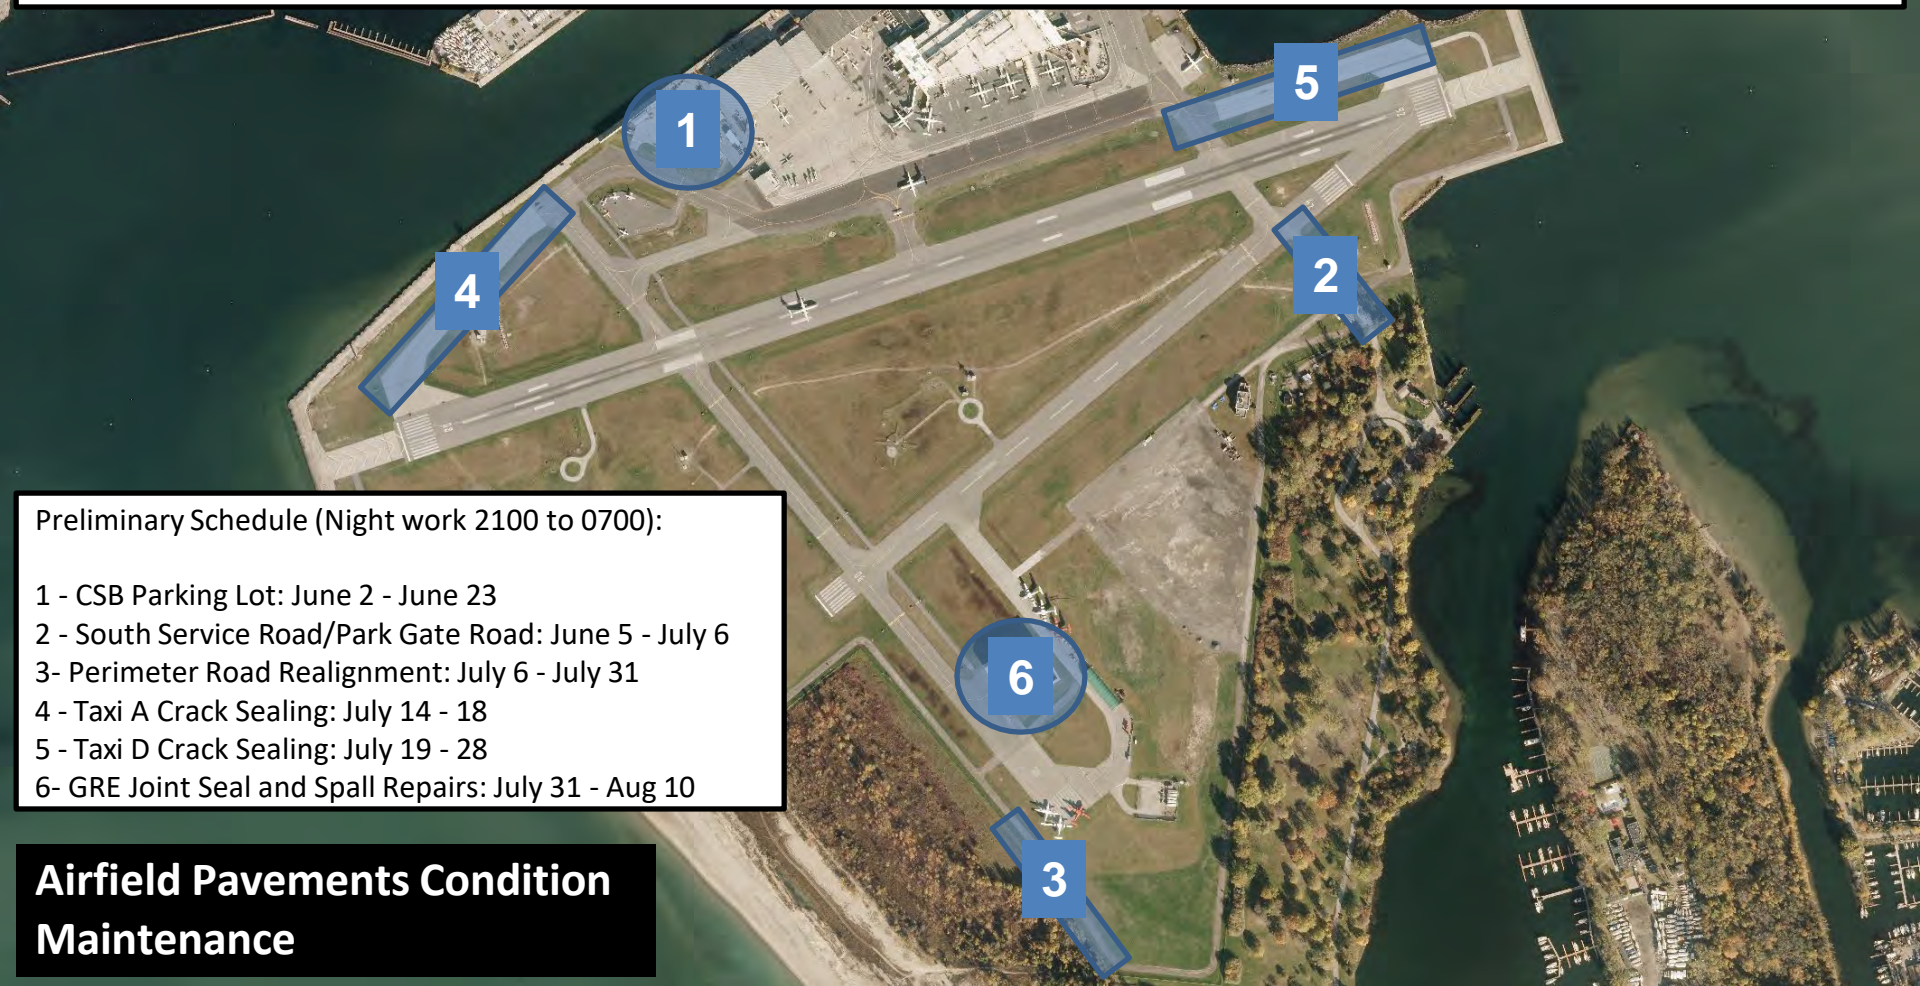 1
5
2
4
Preliminary Schedule (Night work 2100 to 0700):
1 - CSB Parking Lot: June 2 - June 23
2 - South Service Road/Park Gate Road: June 5 - July 6
3- Perimeter Road Realignment: July 6 - July 31
4 - Taxi A Crack Sealing: July 14 - 18
5 - Taxi D Crack Sealing: July 19 - 28
6- GRE Joint Seal and Spall Repairs: July 31 - Aug 10
6
3
Airfield Pavements Condition
Maintenance